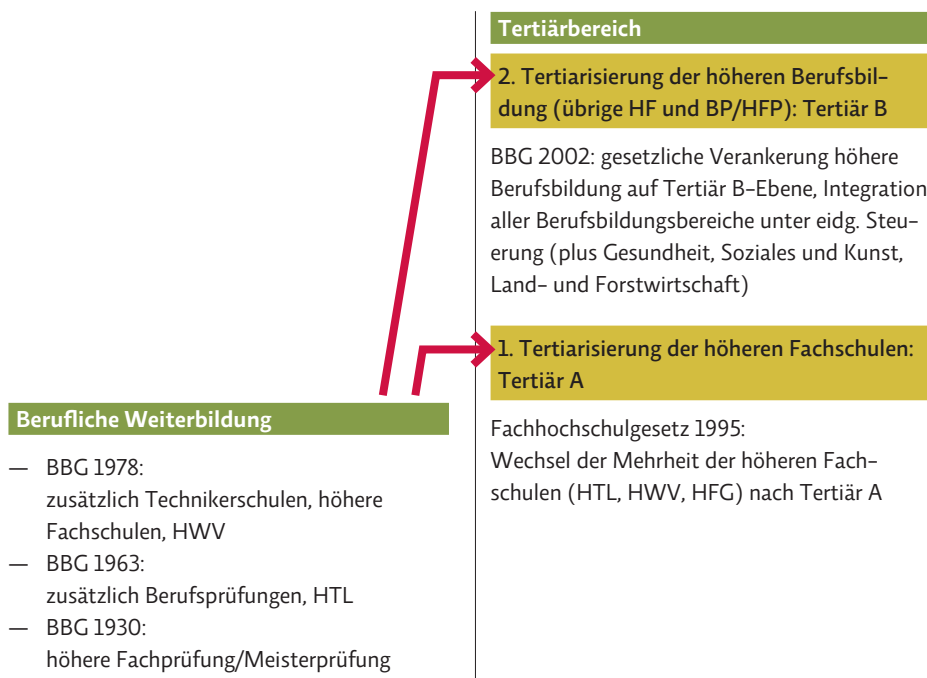 Tertiärbereich
2. Tertiarisierung der höheren Berufsbil-
dung (übrige HF und BP/HFP): Tertiär B
BBG 2002: gesetzliche Verankerung höhere
Berufsbildung auf Tertiär B-Ebene, Integration
aller Berufsbildungsbereiche unter eidg. Steu-
erung (plus Gesundheit, Soziales und Kunst,
Land- und Forstwirtschaft)
1. Tertiarisierung der höheren Fachschulen:
Tertiär A
Fachhochschulgesetz 1995:
Wechsel der Mehrheit der höheren Fach-
schulen (HTL, HWV, HFG) nach Tertiär A
Berufliche Weiterbildung
— BBG 1978:
zusätzlich Technikerschulen, höhere
Fachschulen, HWV
— BBG 1963:
zusätzlich Berufsprüfungen, HTL
— BBG 1930:
höhere Fachprüfung/Meisterprüfung